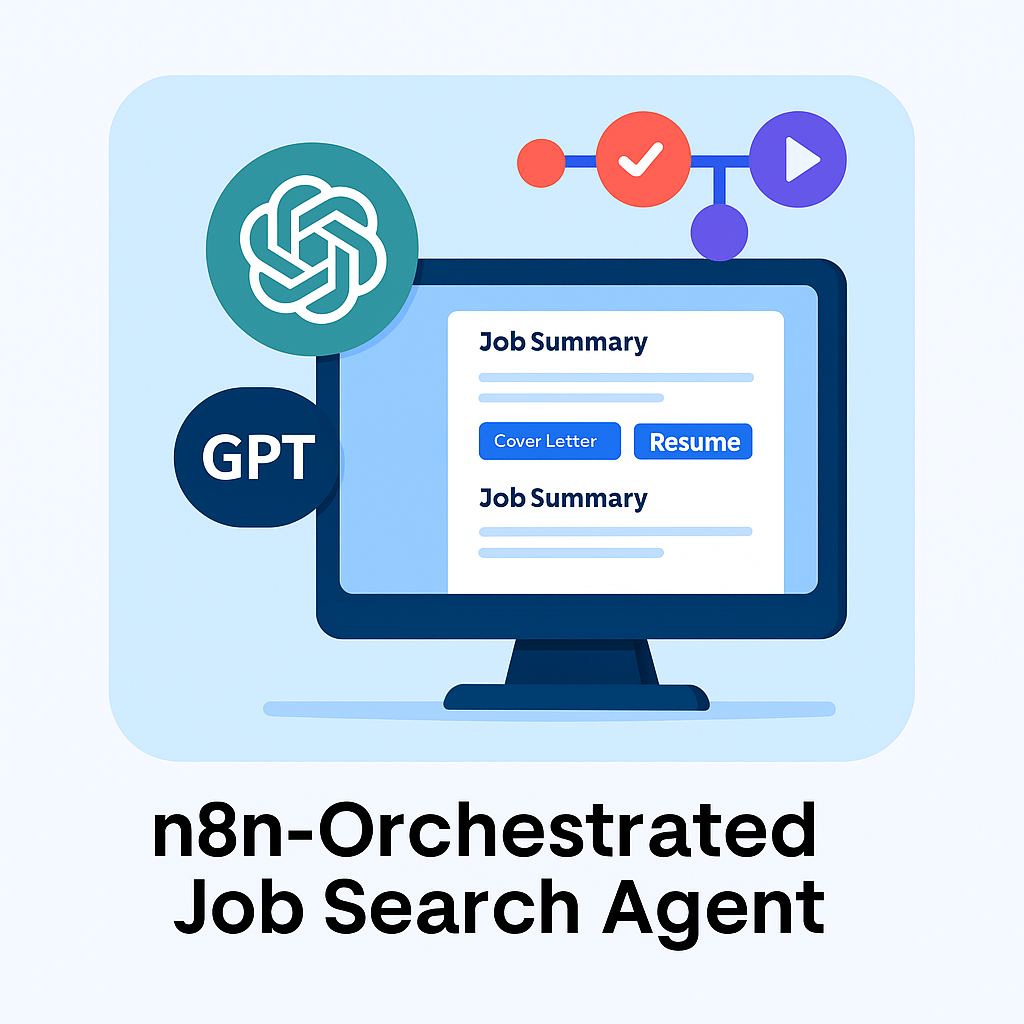 GPT
Job Summary
Cover Letter
Resume
Job Summary
n8n-Orchestrated
Job Search Agent